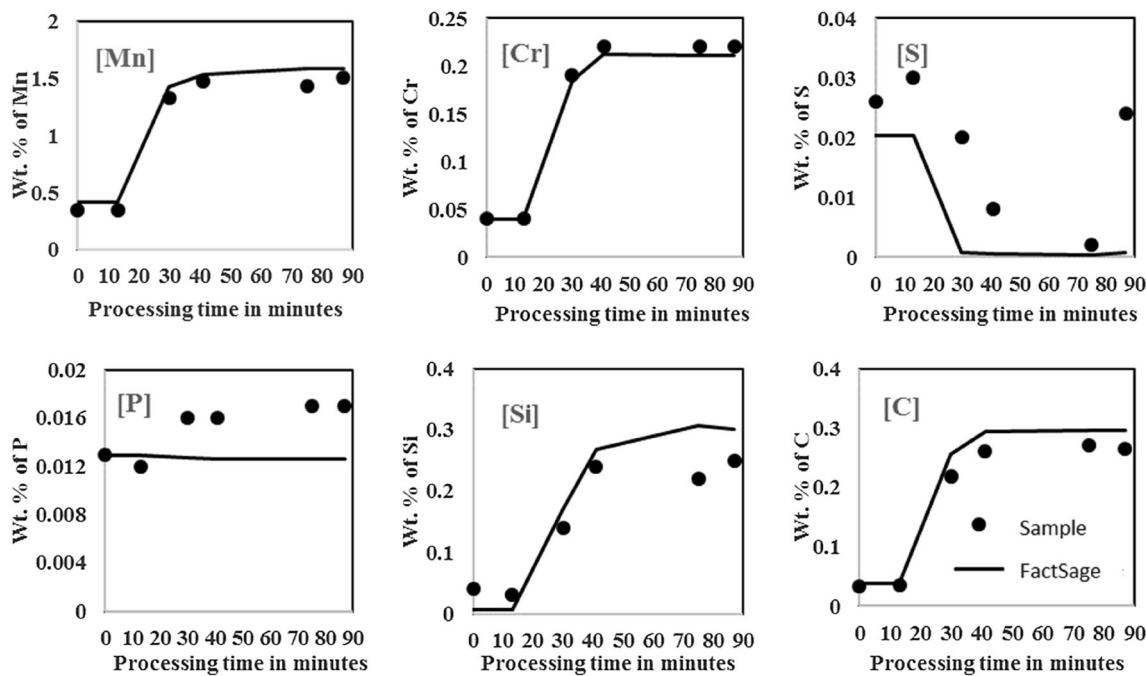 [Mn]
Wt. % of Mn
2
1.5
1
0.5
0
0 10 20 30 40 50 60 70 80 90
Processing time in minutes
[Cr]
Wt. % of Cr
0.25
0.2
0.15
0.1
0.05
0
0 10 20 30 40 50 60 70 80 90
Processing time in minutes
[S]
Wt. % of S
0.04
0.03
0.02
0.01
0
0 10 20 30 40 50 60 70 80 90
Processing time in minutes
[P]
Wt. % of P
0.02
0.016
0.012
0.008
0.004
0
0 10 20 30 40 50 60 70 80 90
Processing time in minutes
[Si]
Wt. % of Si
0.4
0.3
0.2
0.1
0
0 10 20 30 40 50 60 70 80 90
Processing time in minutes
[C]
Wt. % of C
0.4
0.3
0.2
0.1
0
0 10 20 30 40 50 60 70 80 90
Processing time in minutes
Sample
FactSage